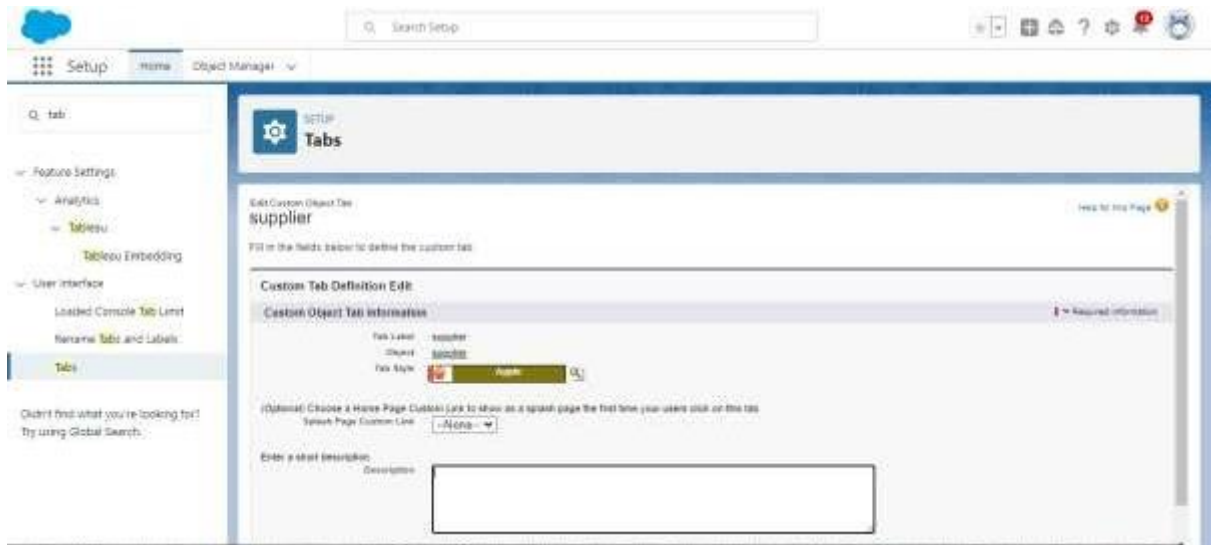 Search Setup
Setup
Home
Object Manager
tab
SETUP
Tabs
Feature Settings
Analytics
Tableau
Tableau Embedding
User Interface
Loaded Console Tab Limit
Rename Tabs and Labels
Tabs
Didn't find what you're looking for?
Try using Global Search.
Edit Custom Object Tab
supplier
Help for this Page
Fill in the fields below to define the custom tab.
Custom Tab Definition Edit
Custom Object Tab Information
= Required Information
Tab Label supplier
Object supplier
Tab Style Apple
(Optional) Choose a Home Page Custom Link to show as a splash page the first time your users click on this tab.
Splash Page Custom Link --None--
Enter a short description.
Description